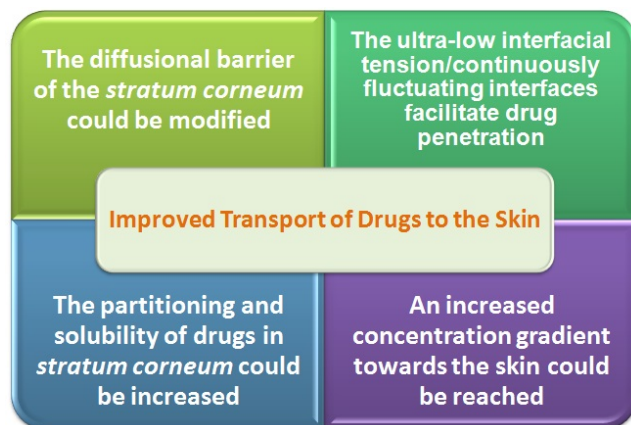 The diffusional barrier
of the stratum corneum
could be modified
The ultra-low interfacial
tension/continuously
fluctuating interfaces
facilitate drug
penetration
Improved Transport of Drugs to the Skin
The partitioning and
solubility of drugs in
stratum corneum could
be increased
An increased
concentration gradient
towards the skin could
be reached